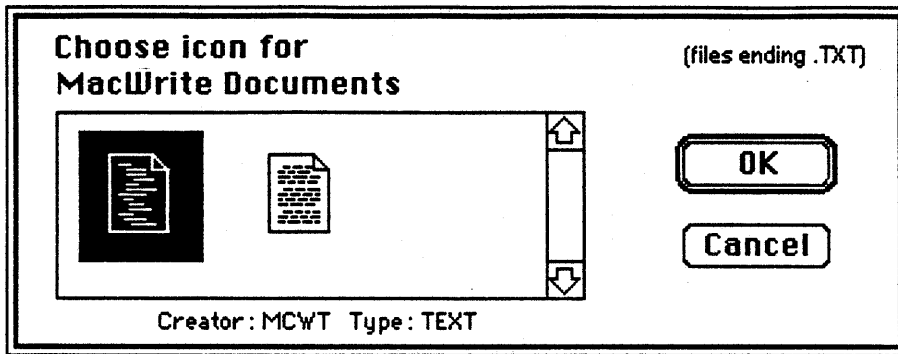 Choose icon for
MacWrite Documents
(files ending .TXT)
OK
Cancel
Creator: MCWT Type: TEXT